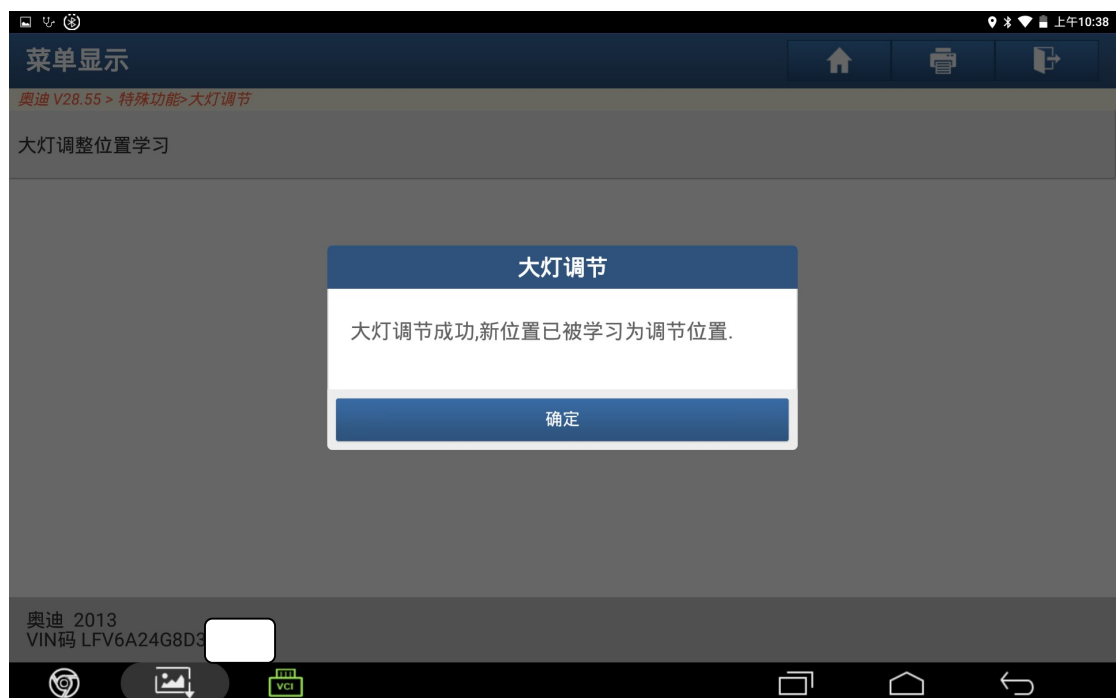 上午10:38
菜单显示
奥迪 V28.55 > 特殊功能>大灯调节
大灯调整位置学习
大灯调节
大灯调节成功,新位置已被学习为调节位置.
确定
奥迪 2013
VIN码 LFV6A24G8D3
VCI